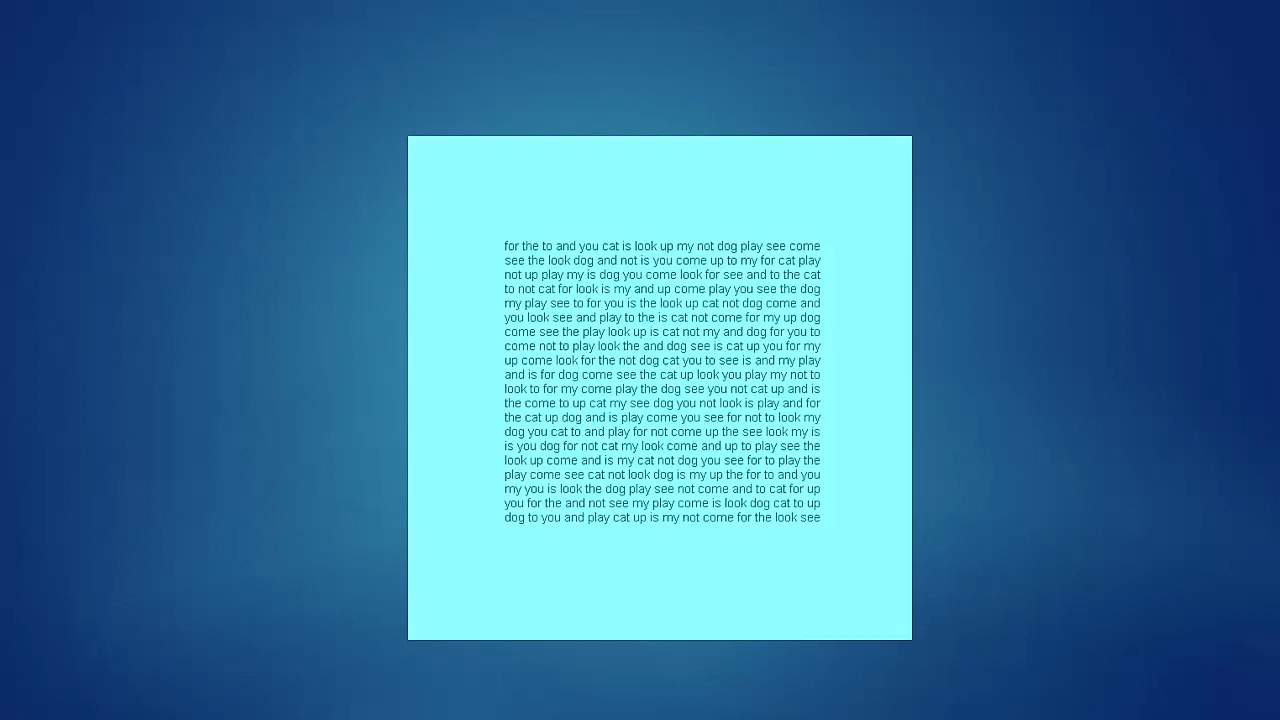 for the to and you cat is look up my not dog play see come
see the look dog and not is you come up to my for cat play
not up play my is dog you come look for see and to the cat
to not cat for look is my and up come play you see the dog
my play see to for you is the look up cat not dog come and
you look see and play to the is cat not come for my up dog
come see the play look up is cat not my and dog for you to
come not to play look the and dog see is cat up you for my
up come look for the not dog cat you to see is and my play
and is for dog come see the cat up look you play my not to
look to for my come play the dog see you not cat up and is
the come to up cat my see dog you not look is play and for
the cat up dog and is play come you see for not to look my
dog you cat to and play for not come up the see look my is
is you dog for not cat my look come and up to play see the
look up come and is my cat not dog you see for to play the
play come see cat not look dog is my up the for to and you
my you is look the dog play see not come and to cat for up
you for the and not see my play come is look dog cat to up
dog to you and play cat up is my not come for the look see